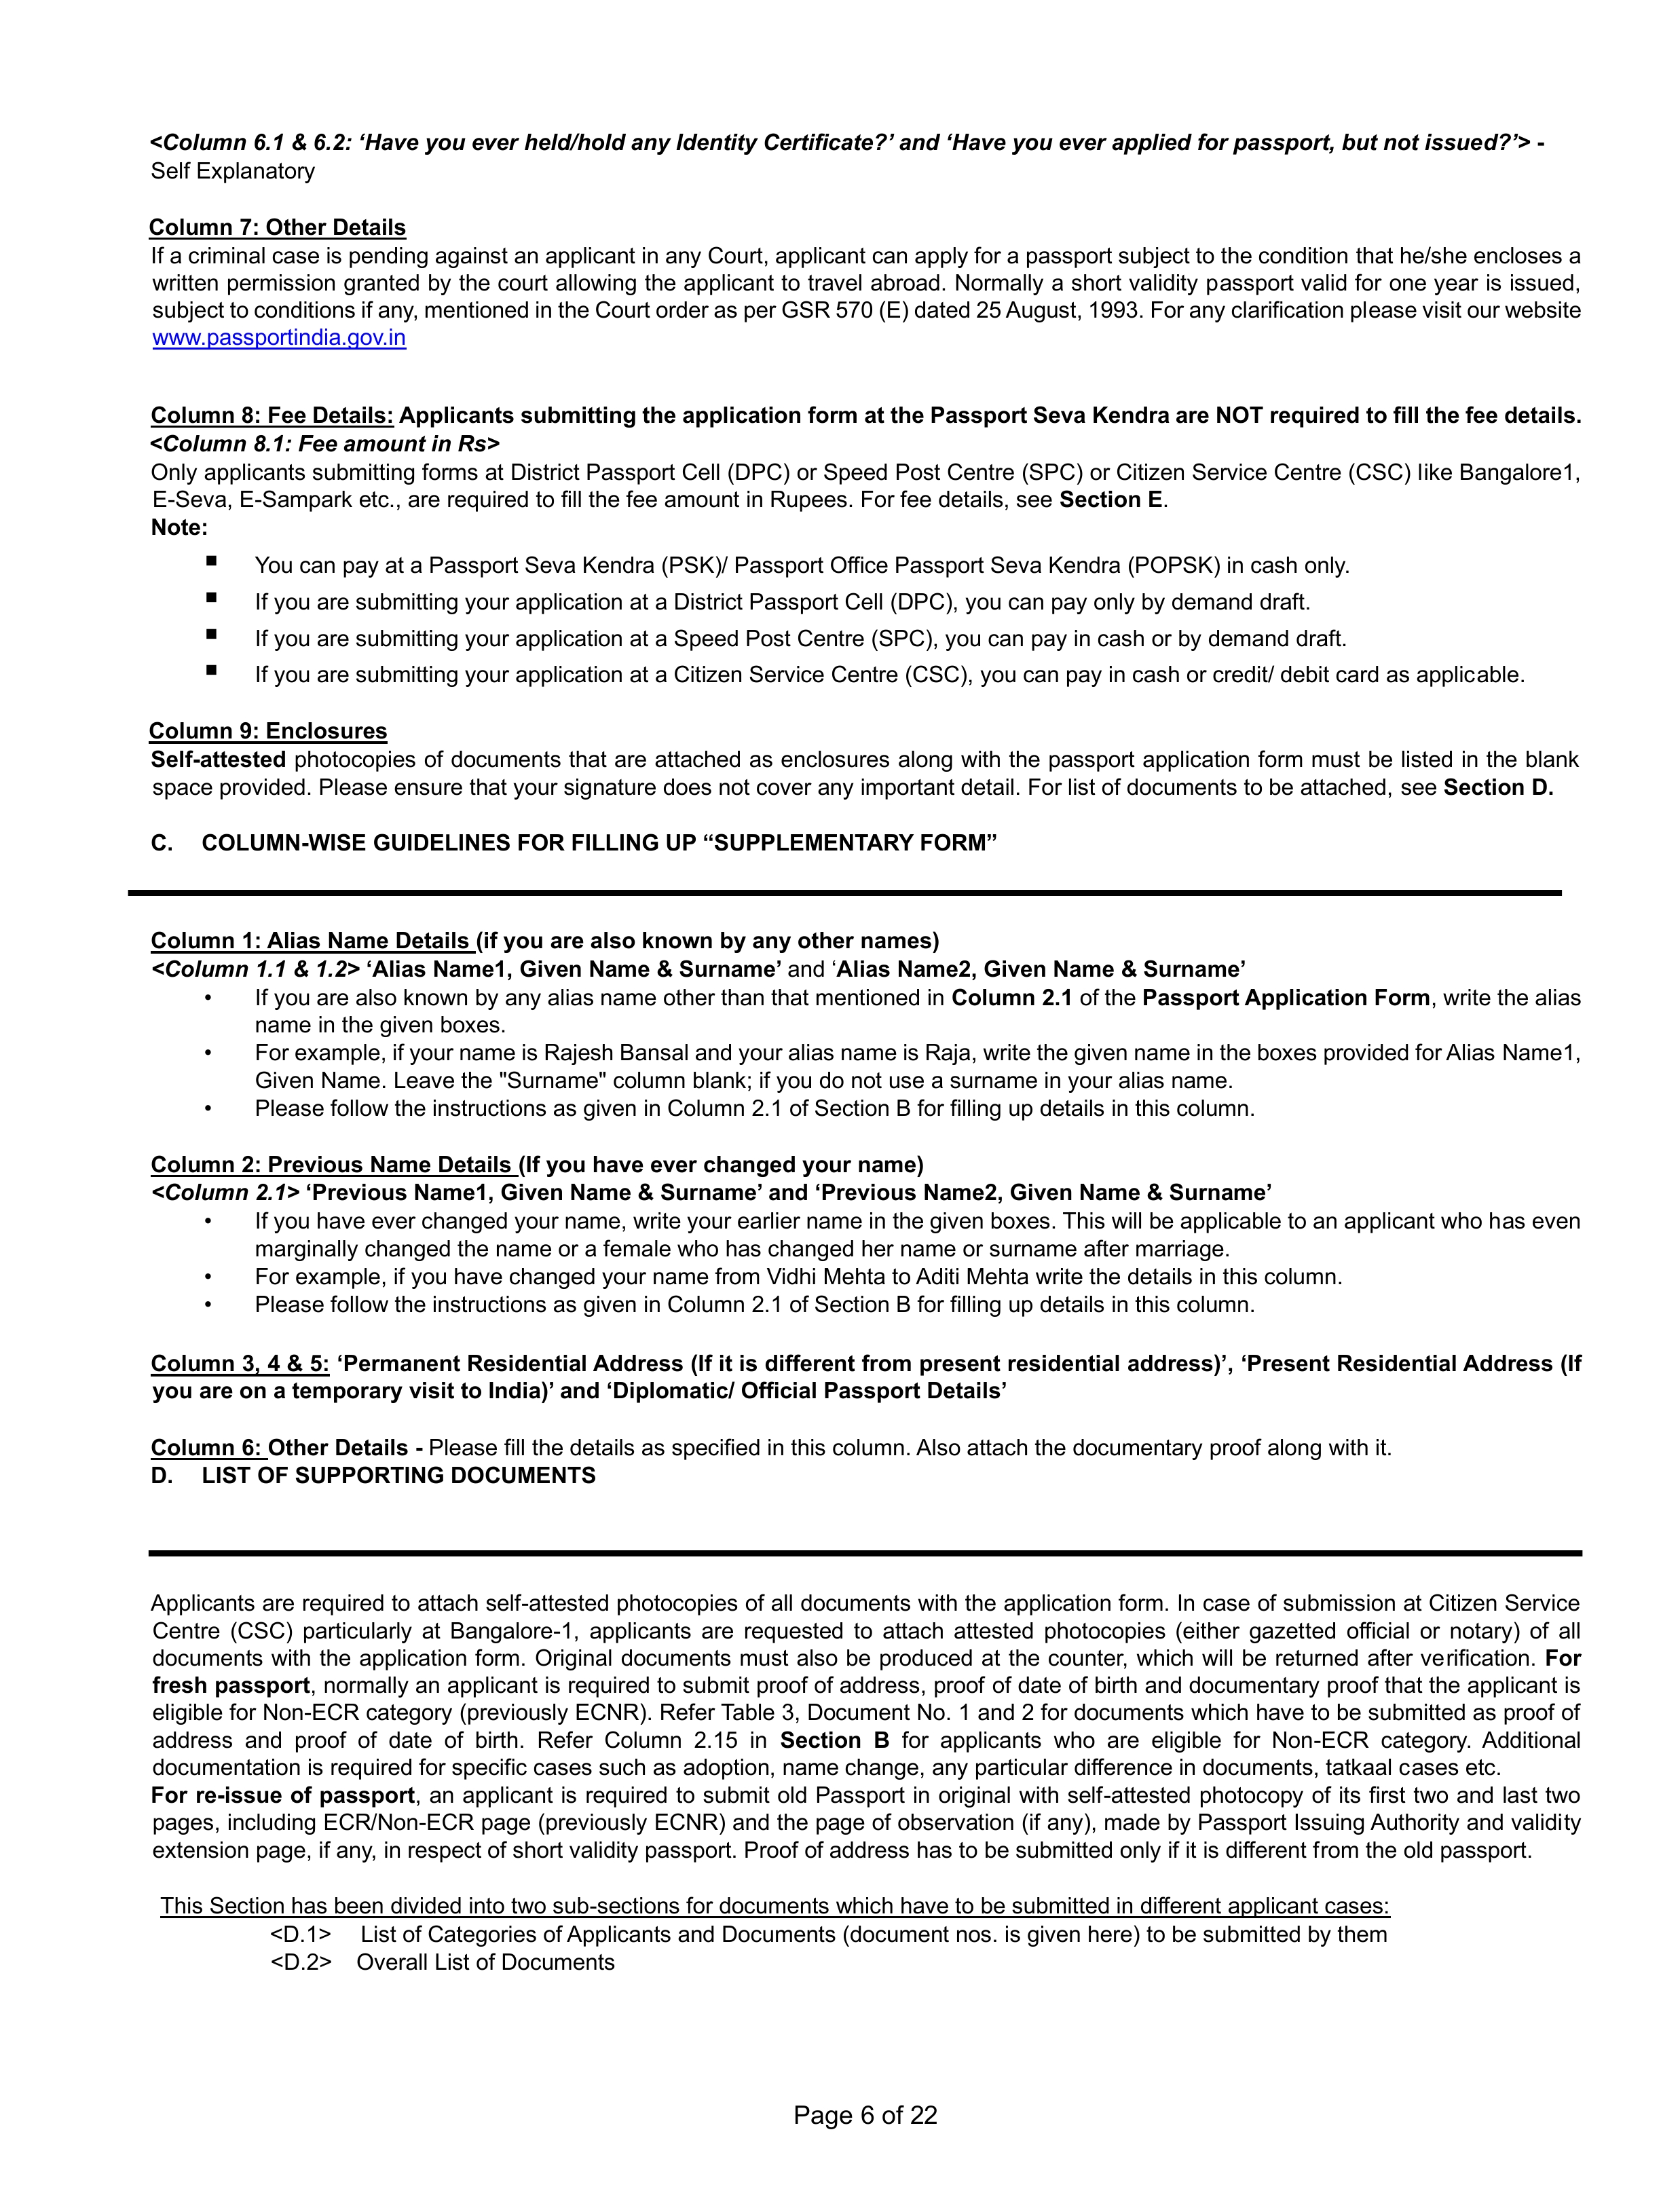 <Column 6.1 & 6.2: ‘Have you ever held/hold any Identity Certificate?’ and ‘Have you ever applied for passport, but not issued?’> -
Self Explanatory
Column 7: Other Details
If a criminal case is pending against an applicant in any Court, applicant can apply for a passport subject to the condition that he/she encloses a
written permission granted by the court allowing the applicant to travel abroad. Normally a short validity passport valid for one year is issued,
subject to conditions if any, mentioned in the Court order as per GSR 570 (E) dated 25 August, 1993. For any clarification please visit our website
www.passportindia.gov.in
Column 8: Fee Details: Applicants submitting the application form at the Passport Seva Kendra are NOT required to fill the fee details.
<Column 8.1: Fee amount in Rs>
Only applicants submitting forms at District Passport Cell (DPC) or Speed Post Centre (SPC) or Citizen Service Centre (CSC) like Bangalore1,
E-Seva, E-Sampark etc., are required to fill the fee amount in Rupees. For fee details, see Section E.
Note:
▪ You can pay at a Passport Seva Kendra (PSK)/ Passport Office Passport Seva Kendra (POPSK) in cash only.
▪ If you are submitting your application at a District Passport Cell (DPC), you can pay only by demand draft.
▪ If you are submitting your application at a Speed Post Centre (SPC), you can pay in cash or by demand draft.
▪ If you are submitting your application at a Citizen Service Centre (CSC), you can pay in cash or credit/ debit card as applicable.
Column 9: Enclosures
Self-attested photocopies of documents that are attached as enclosures along with the passport application form must be listed in the blank
space provided. Please ensure that your signature does not cover any important detail. For list of documents to be attached, see Section D.
C. COLUMN-WISE GUIDELINES FOR FILLING UP “SUPPLEMENTARY FORM”
Column 1: Alias Name Details (if you are also known by any other names)
<Column 1.1 & 1.2> ‘Alias Name1, Given Name & Surname’ and ‘Alias Name2, Given Name & Surname’
• If you are also known by any alias name other than that mentioned in Column 2.1 of the Passport Application Form, write the alias
name in the given boxes.
• For example, if your name is Rajesh Bansal and your alias name is Raja, write the given name in the boxes provided for Alias Name1,
Given Name. Leave the "Surname" column blank; if you do not use a surname in your alias name.
• Please follow the instructions as given in Column 2.1 of Section B for filling up details in this column.
Column 2: Previous Name Details (If you have ever changed your name)
<Column 2.1> ‘Previous Name1, Given Name & Surname’ and ‘Previous Name2, Given Name & Surname’
• If you have ever changed your name, write your earlier name in the given boxes. This will be applicable to an applicant who has even
marginally changed the name or a female who has changed her name or surname after marriage.
• For example, if you have changed your name from Vidhi Mehta to Aditi Mehta write the details in this column.
• Please follow the instructions as given in Column 2.1 of Section B for filling up details in this column.
Column 3, 4 & 5: ‘Permanent Residential Address (If it is different from present residential address)’, ‘Present Residential Address (If
you are on a temporary visit to India)’ and ‘Diplomatic/ Official Passport Details’
Column 6: Other Details - Please fill the details as specified in this column. Also attach the documentary proof along with it.
D. LIST OF SUPPORTING DOCUMENTS
Applicants are required to attach self-attested photocopies of all documents with the application form. In case of submission at Citizen Service
Centre (CSC) particularly at Bangalore-1, applicants are requested to attach attested photocopies (either gazetted official or notary) of all
documents with the application form. Original documents must also be produced at the counter, which will be returned after verification. For
fresh passport, normally an applicant is required to submit proof of address, proof of date of birth and documentary proof that the applicant is
eligible for Non-ECR category (previously ECNR). Refer Table 3, Document No. 1 and 2 for documents which have to be submitted as proof of
address and proof of date of birth. Refer Column 2.15 in Section B for applicants who are eligible for Non-ECR category. Additional
documentation is required for specific cases such as adoption, name change, any particular difference in documents, tatkaal cases etc.
For re-issue of passport, an applicant is required to submit old Passport in original with self-attested photocopy of its first two and last two
pages, including ECR/Non-ECR page (previously ECNR) and the page of observation (if any), made by Passport Issuing Authority and validity
extension page, if any, in respect of short validity passport. Proof of address has to be submitted only if it is different from the old passport.
This Section has been divided into two sub-sections for documents which have to be submitted in different applicant cases:
<D.1> List of Categories of Applicants and Documents (document nos. is given here) to be submitted by them
<D.2> Overall List of Documents
Page 6 of 22